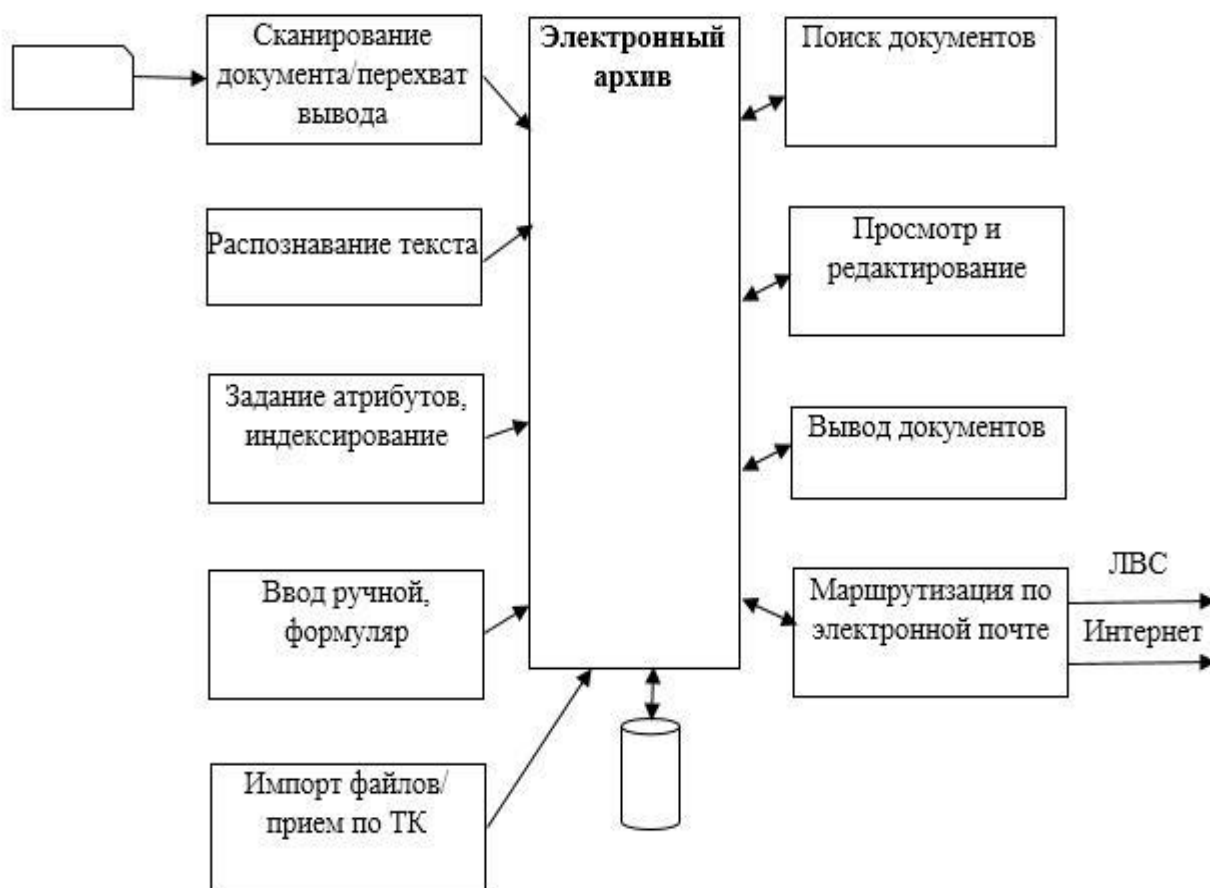 Сканирование
документа/перехват
вывода
Распознавание текста
Задание атрибутов,
индексирование
Ввод ручной,
формуляр
Импорт файлов/
прием по ТК
Электронный
архив
Поиск документов
Просмотр и
редактирование
Вывод документов
Маршрутизация по
электронной почте
ЛВС
Интернет